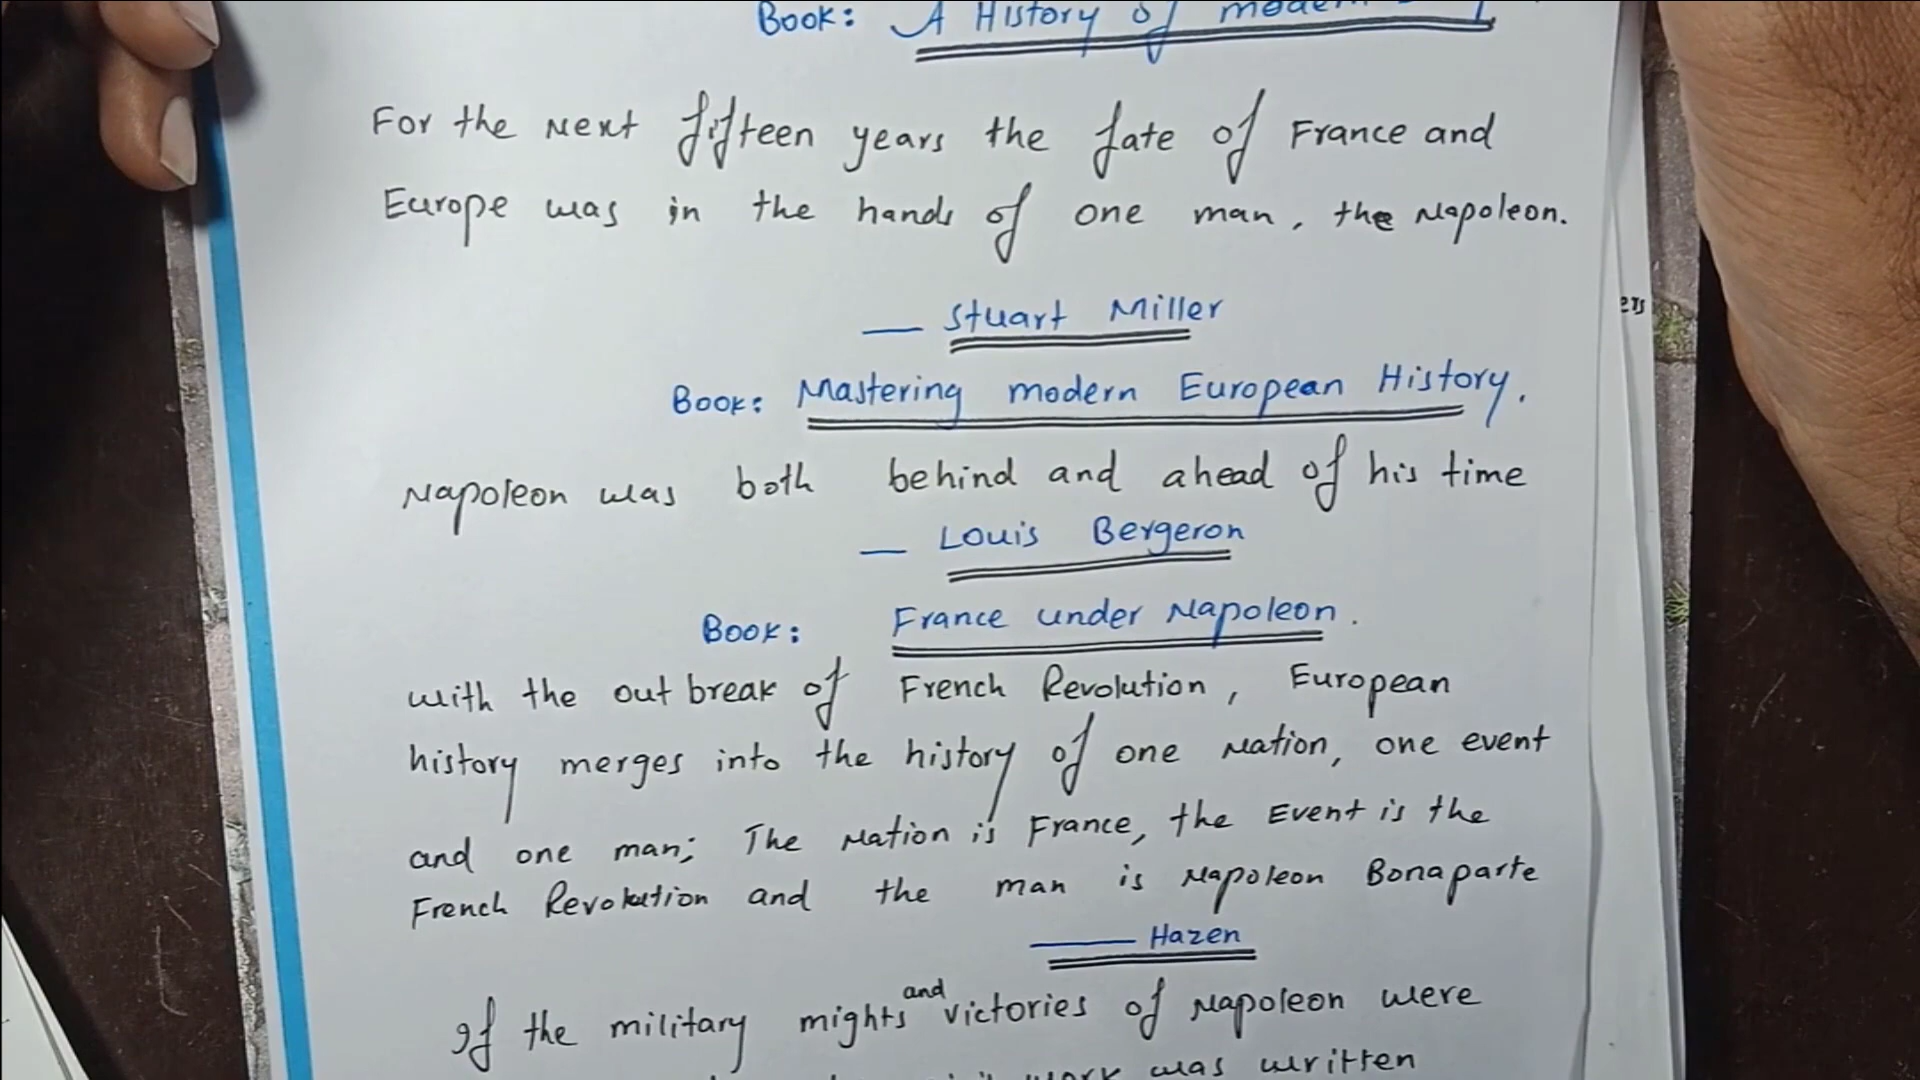 Book: A History of modern
For the next fifteen years the fate of France and
Europe was in the hands of one man, the Napoleon.
— Stuart Miller
ers
Book: Mastering modern European History.
Napoleon was both behind and ahead of his time
— Louis Bergeron
Book: France under Napoleon.
with the out break of French Revolution, European
history merges into the history of one Nation, one event
and one man; The Nation is France, the Event is the
French Revolution and the man is Napoleon Bonaparte
— Hazen
If the military mights and victories of Napoleon were
work was written